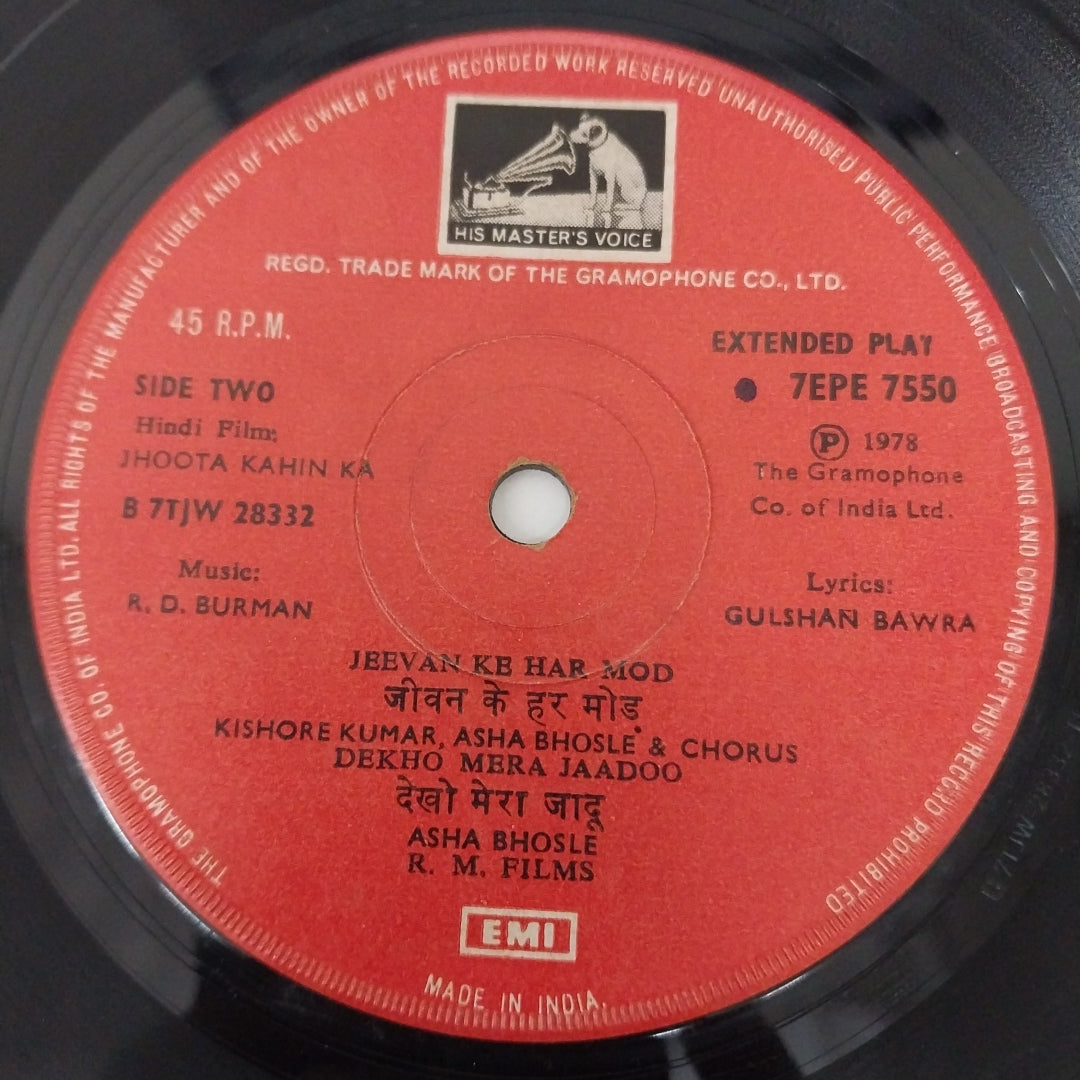 THE GRAMOPHONE CO. OF INDIA LTD. ALL RIGHTS OF THE MANUFACTURER AND OF THE OWNER OF THE RECORDED WORK RESERVED UNAUTHORISED PUBLIC PERFORMANCE BROADCASTING AND COPYING OF THIS RECORD PROHIBITED
HIS MASTER'S VOICE
REGD. TRADE MARK OF THE GRAMOPHONE CO., LTD.
45 R.P.M.
EXTENDED PLAY
SIDE TWO
7EPE 7550
Hindi Film;
JHOOTA KAHIN KA
Ⓟ 1978
The Gramophone
Co. of India Ltd.
B 7TJW 28332
Music:
R. D. BURMAN
Lyrics:
GULSHAN BAWRA
JEEVAN KE HAR MOD
जीवन के हर मोड़
KISHORE KUMAR, ASHA BHOSLE & CHORUS
DEKHO MERA JAADOO
देखो मेरा जादू
ASHA BHOSLE
R. M. FILMS
EMI
MADE IN INDIA.